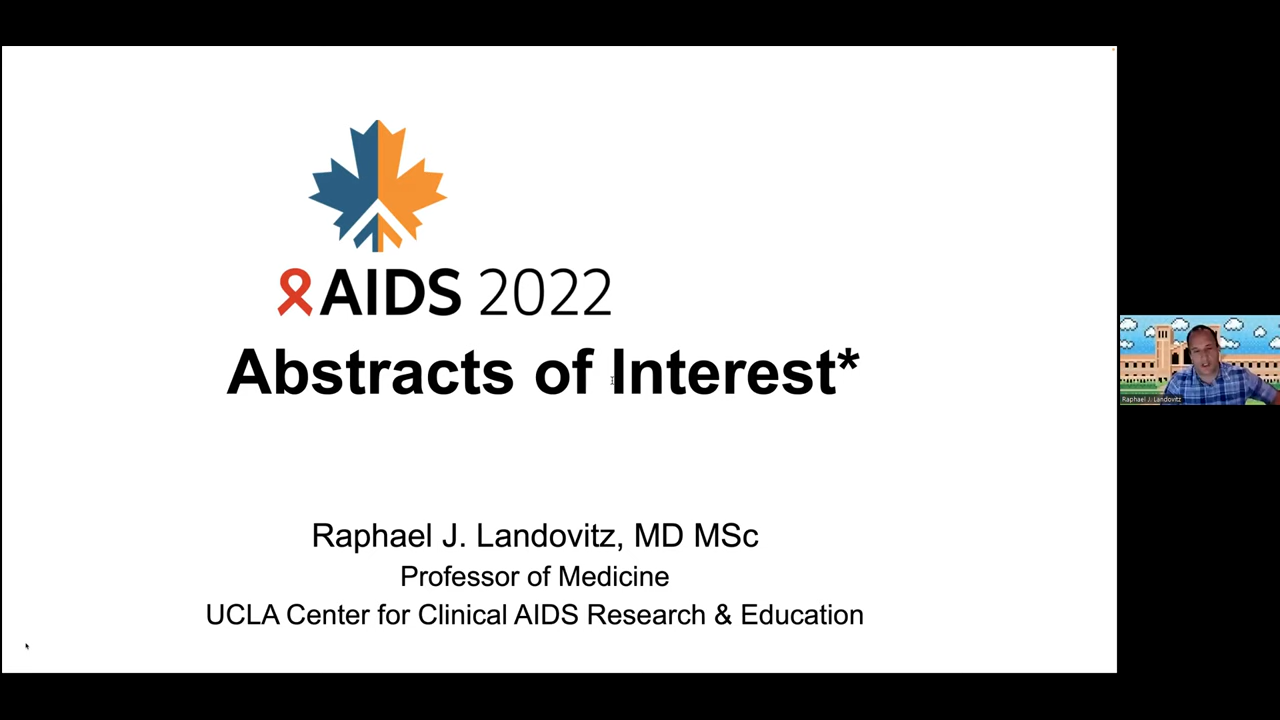 AIDS 2022
Abstracts of Interest*
Raphael J. Landovitz, MD MSc
Professor of Medicine
UCLA Center for Clinical AIDS Research & Education
Raphael J. Landovitz